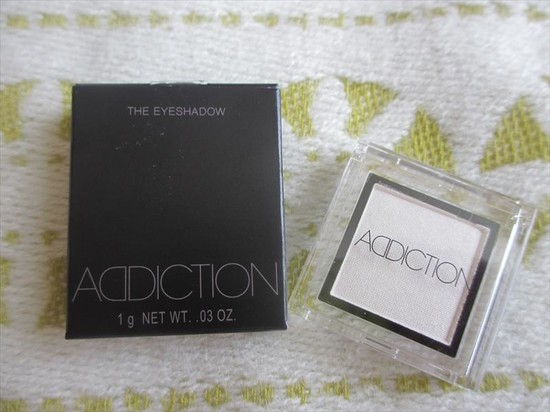 THE EYESHADOW
ADDICTION
1 g NET WT. .03 OZ.
ADDICTION